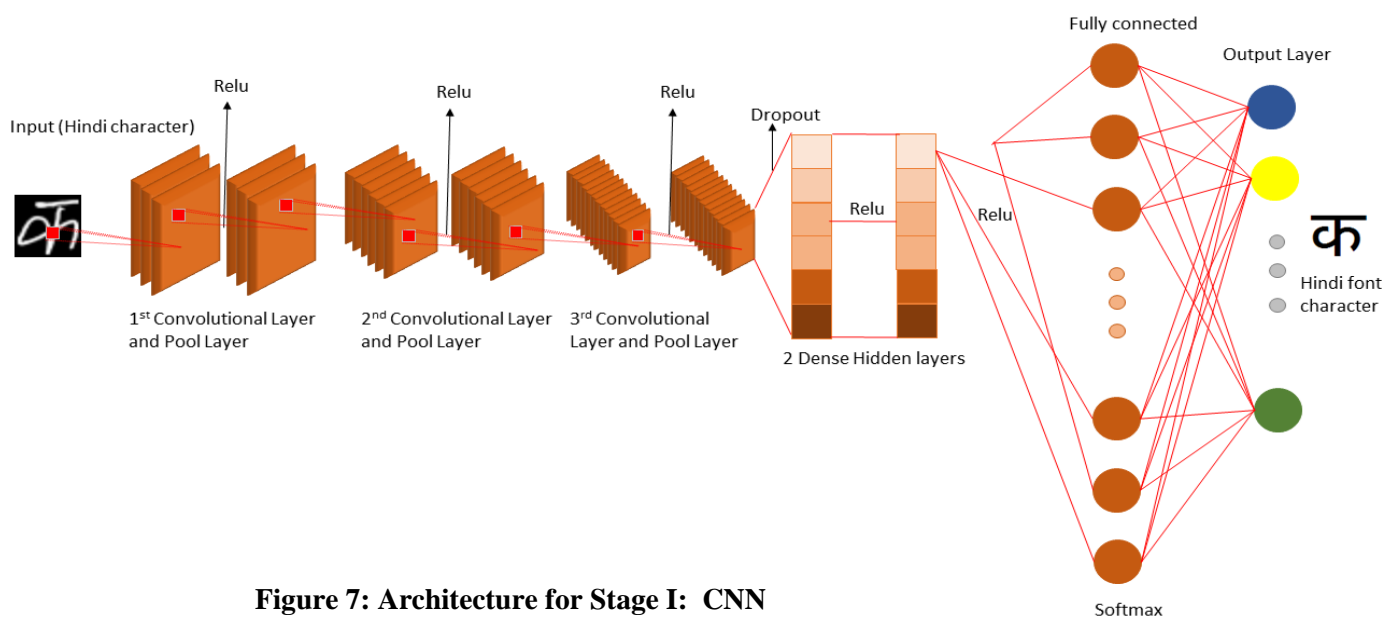 Fully connected
Output Layer
Relu
Relu
Relu
Dropout
Input (Hindi character)
क
Relu
Relu
क
Hindi font
character
1st Convolutional Layer
and Pool Layer
2nd Convolutional Layer
and Pool Layer
3rd Convolutional
Layer and Pool Layer
2 Dense Hidden layers
Figure 7: Architecture for Stage I: CNN
Softmax